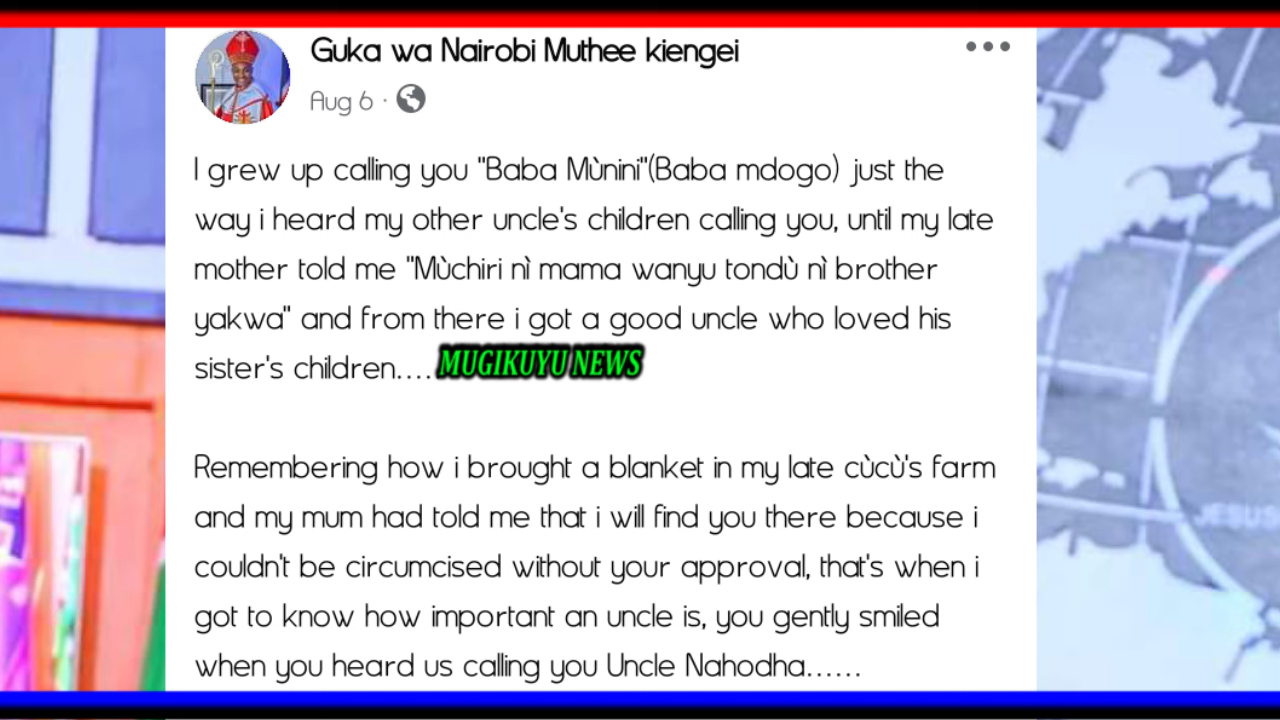 Guka wa Nairobi Muthee kiengei
Aug 6 ·
I grew up calling you "Baba Mùnini"(Baba mdogo) just the
way i heard my other uncle's children calling you, until my late
mother told me "Mùchiri nì mama wanyu tondù nì brother
yakwa" and from there i got a good uncle who loved his
sister's children....
MUGIKUYU NEWS
Remembering how i brought a blanket in my late cùcù's farm
and my mum had told me that i will find you there because i
couldn't be circumcised without your approval, that's when i
got to know how important an uncle is, you gently smiled
when you heard us calling you Uncle Nahodha......
JESUS